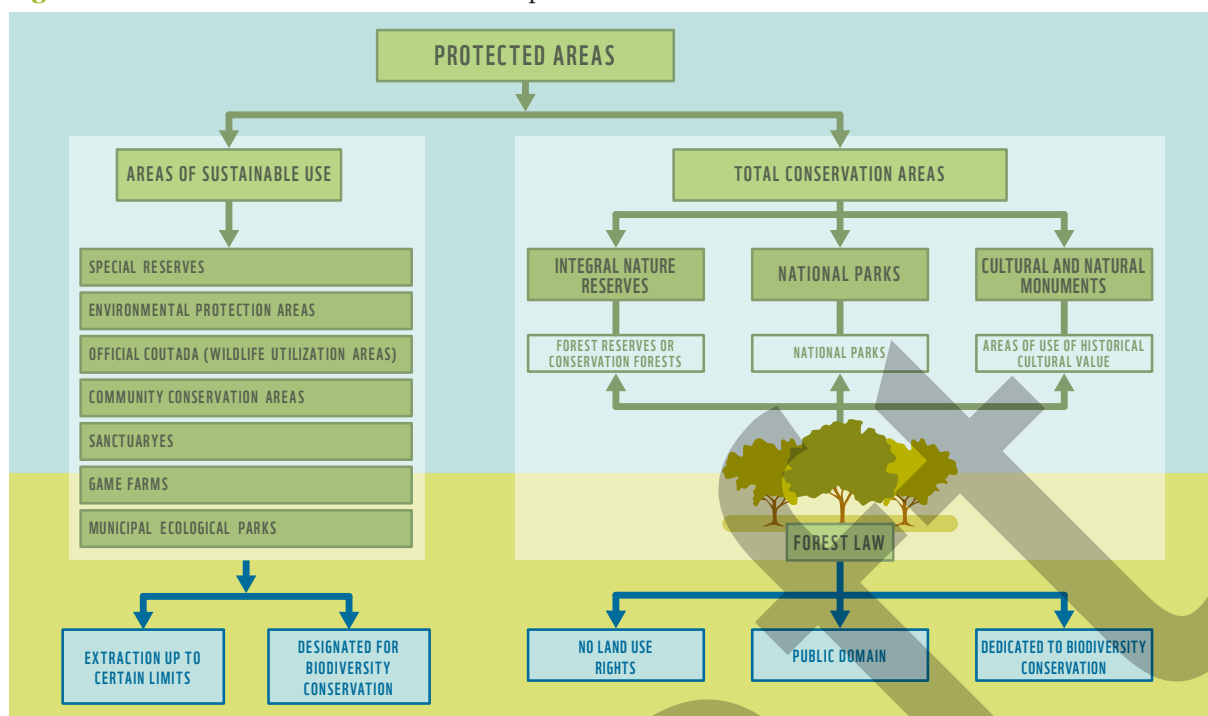 PROTECTED AREAS
AREAS OF SUSTAINABLE USE
SPECIAL RESERVES
ENVIRONMENTAL PROTECTION AREAS
OFFICIAL COUTADA (WILDLIFE UTILIZATION AREAS)
COMMUNITY CONSERVATION AREAS
SANCTUARYES
GAME FARMS
MUNICIPAL ECOLOGICAL PARKS
EXTRACTION UP TO
CERTAIN LIMITS
DESIGNATED FOR
BIODIVERSITY
CONSERVATION
TOTAL CONSERVATION AREAS
INTEGRAL NATURE
RESERVES
NATIONAL PARKS
CULTURAL AND NATURAL
MONUMENTS
FOREST RESERVES OR
CONSERVATION FORESTS
NATIONAL PARKS
AREAS OF USE OF HISTORICAL
CULTURAL VALUE
FOREST LAW
NO LAND USE
RIGHTS
PUBLIC DOMAIN
DEDICATED TO BIODIVERSITY
CONSERVATION